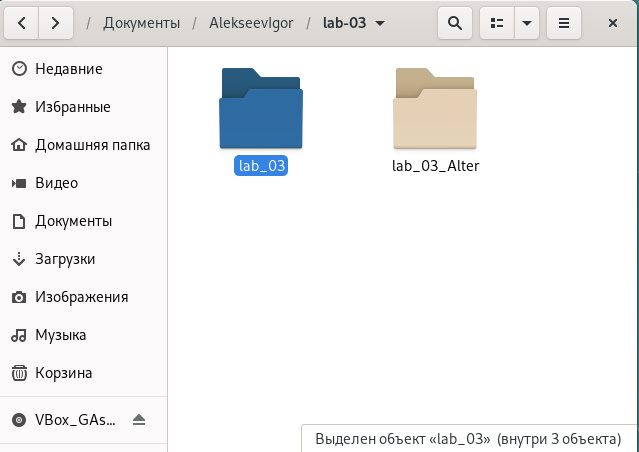 / Документы / AlekseevIgor / lab-03
Недавние
Избранные
Домашняя папка
Видео
Документы
Загрузки
Изображения
Музыка
Корзина
VBox_GAs...
lab_03
lab_03_Alter
Выделен объект «lab_03» (внутри 3 объекта)